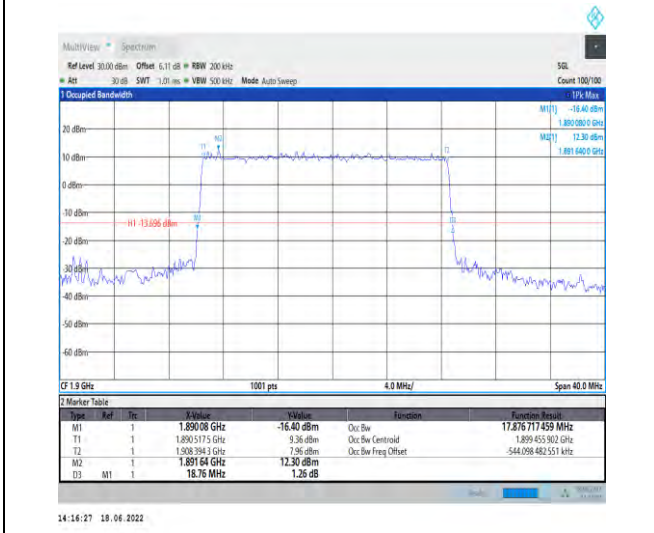 MultiView Spectrum
Ref Level 30.00 dBm Offset 6.11 dB RBW 200 kHz SGL
Att 30 dB SWT 1.01 ms VBW 500 kHz Mode Auto Sweep Count 100/100
1 Occupied Bandwidth 1Pk Max
M1[1] -16.40 dBm
1.890 080 0 GHz
M2[1] 12.30 dBm
1.891 640 0 GHz
20 dBm
M2
T1 T2
10 dBm
0 dBm
-10 dBm
H1 -13.696 dBm
-20 dBm
-30 dBm
-40 dBm
-50 dBm
-60 dBm
CF 1.9 GHz 1001 pts 4.0 MHz/ Span 40.0 MHz
2 Marker Table
Type Ref Trc X-Value Y-Value Function Function Result
M1 1 1.89008 GHz -16.40 dBm Occ Bw 17.876 717 459 MHz
T1 1 1.890 517 5 GHz 9.36 dBm Occ Bw Centroid 1.899 455 902 GHz
T2 1 1.908 394 3 GHz 7.96 dBm Occ Bw Freq Offset -544.098 482 551 kHz
M2 1 1.891 64 GHz 12.30 dBm
D3 M1 1 18.76 MHz 1.26 dB
14:16:27 18.06.2022